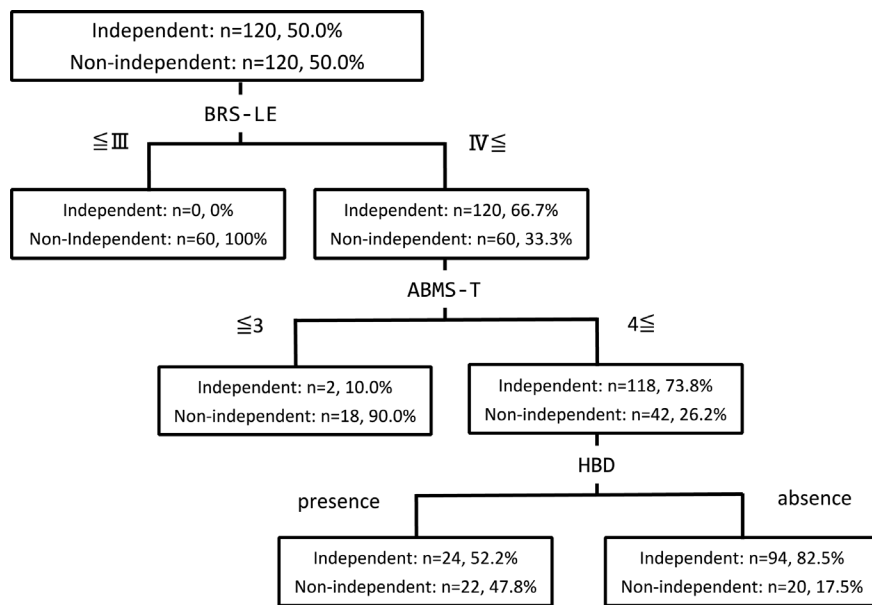 Independent: n=120, 50.0%
Non-independent: n=120, 50.0%
BRS-LE
≦Ⅲ
Ⅳ≦
Independent: n=0, 0%
Non-Independent: n=60, 100%
Independent: n=120, 66.7%
Non-independent: n=60, 33.3%
ABMS-T
≦3
4≦
Independent: n=2, 10.0%
Non-independent: n=18, 90.0%
Independent: n=118, 73.8%
Non-independent: n=42, 26.2%
HBD
presence
absence
Independent: n=24, 52.2%
Non-independent: n=22, 47.8%
Independent: n=94, 82.5%
Non-independent: n=20, 17.5%